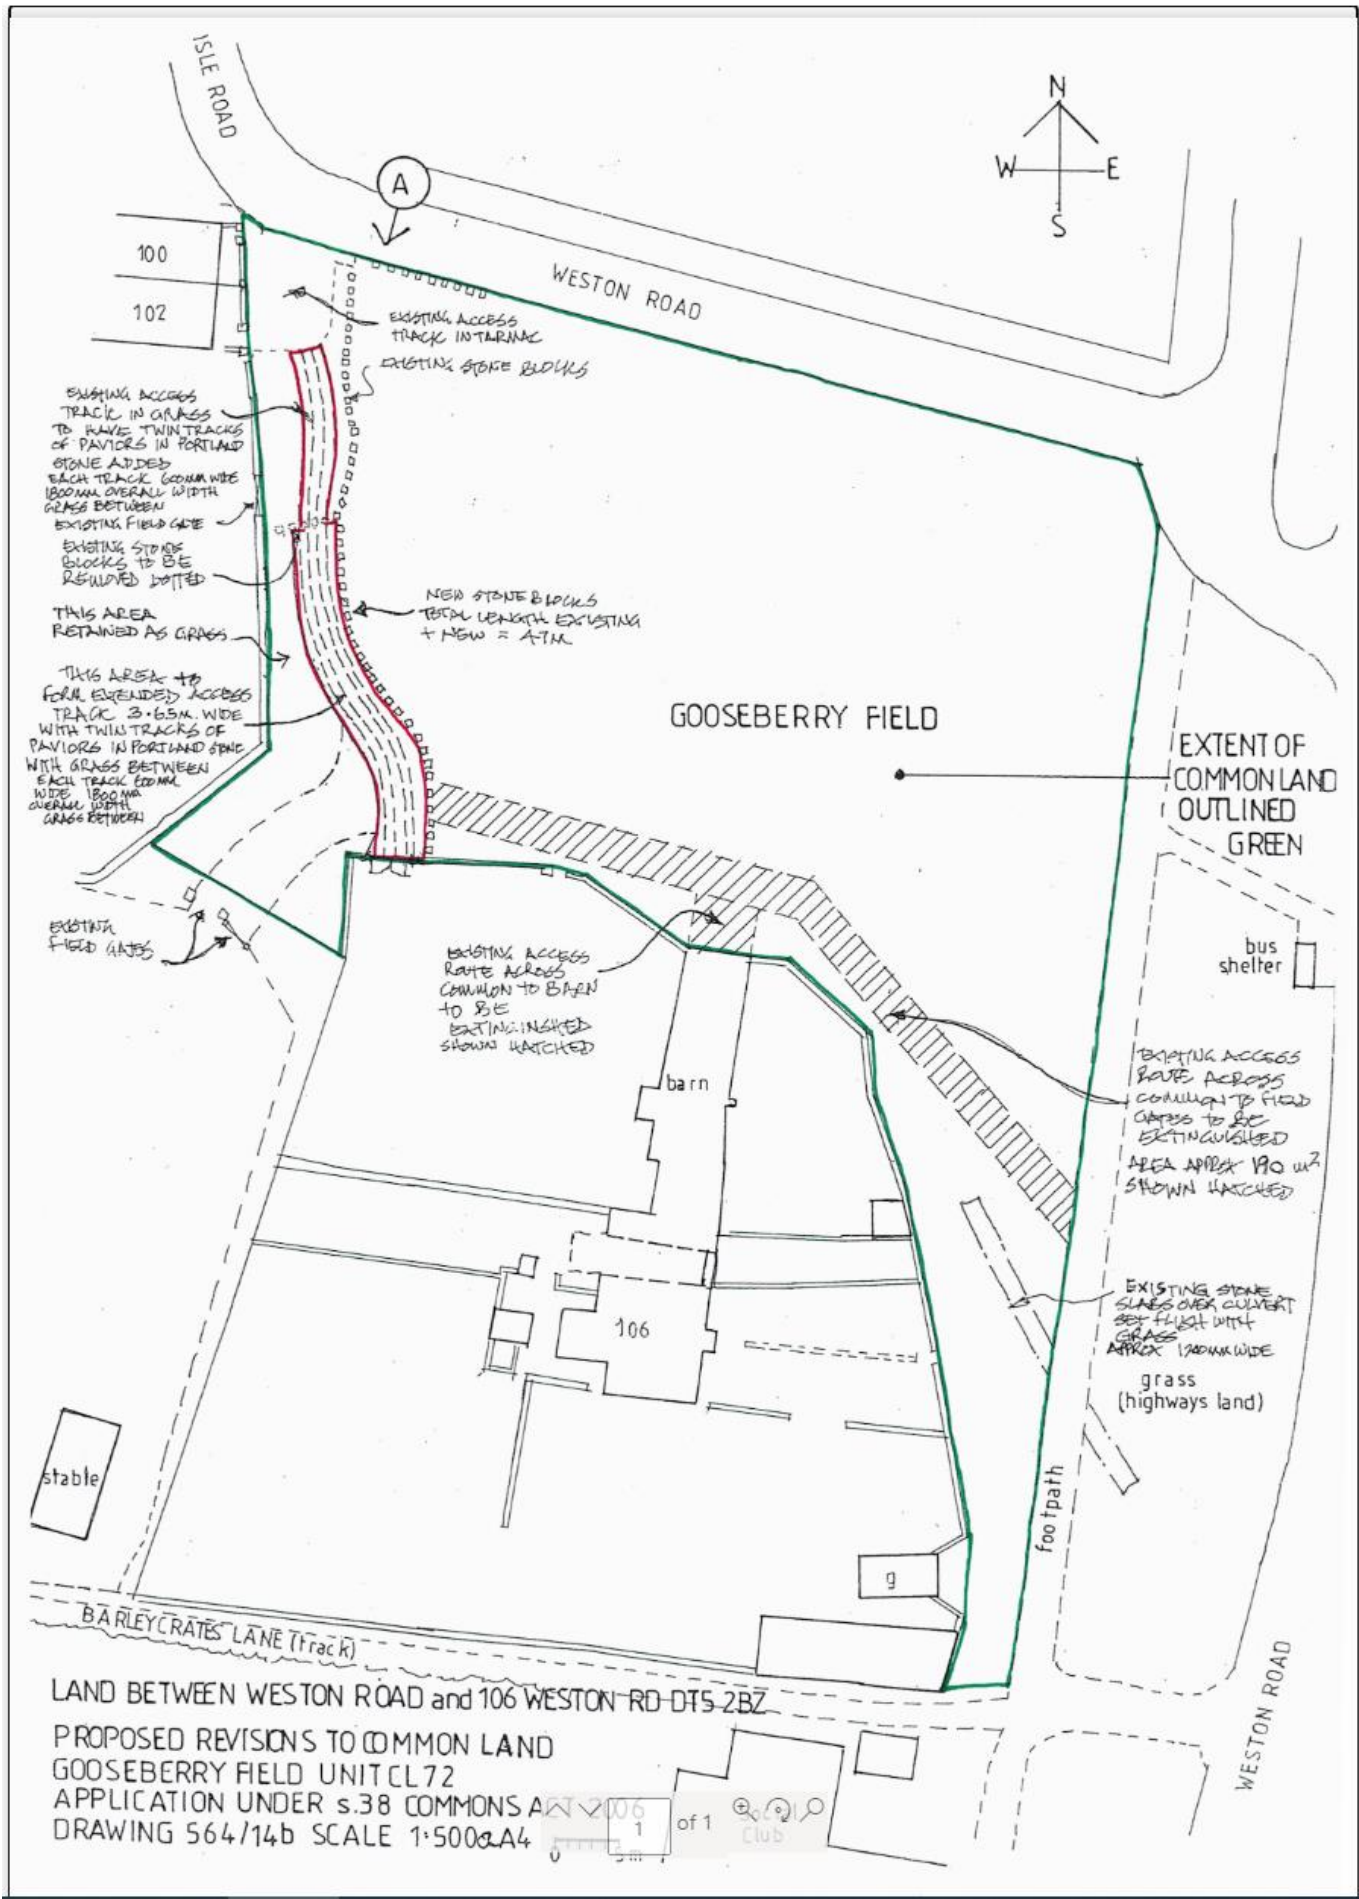 ISLE ROAD
N
W
E
S
A
100
102
WESTON ROAD
EXISTING ACCESS
TRACK IN TARMAC
EXISTING STONE BLOCKS
EXISTING ACCESS
TRACK IN GRASS
TO HAVE TWIN TRACKS
OF PAVIORS IN PORTLAND
STONE ADDED
EACH TRACK 600MM WIDE
1800MM OVERALL WIDTH
GRASS BETWEEN
EXISTING FIELD GATE
EXISTING STONE
BLOCKS TO BE
REMOVED DOTTED
THIS AREA
RETAINED AS GRASS
NEW STONE BLOCKS
TOTAL LENGTH EXISTING
+ NEW = 47M
THIS AREA TO
FORM EXTENDED ACCESS
TRACK 3.65M. WIDE
WITH TWIN TRACKS OF
PAVIORS IN PORTLAND STONE
WITH GRASS BETWEEN
EACH TRACK 600MM
WIDE 1800MM
OVERALL WIDTH
GRASS BETWEEN
GOOSEBERRY FIELD
EXTENT OF
COMMON LAND
OUTLINED
GREEN
EXISTING
FIELD GATES
EXISTING ACCESS
ROUTE ACROSS
COMMON TO BARN
TO BE
EXTINGINSHED
SHOWN HATCHED
bus
shelter
EXISTING ACCESS
ROUTE ACROSS
COMMON TO FIELD
GATES TO BE
EXTINGUISHED
AREA APPROX 190 m²
SHOWN HATCHED
barn
106
EXISTING STONE
SLABS OVER CULVERT
SET FLUSH WITH
GRASS
APPROX 1200MM WIDE
grass
(highways land)
stable
footpath
g
BARLEYCRATES LANE (track)
WESTON ROAD
LAND BETWEEN WESTON ROAD and 106 WESTON RD DT5 2BZ
PROPOSED REVISIONS TO COMMON LAND
GOOSEBERRY FIELD UNIT CL72
APPLICATION UNDER s.38 COMMONS ACT 2006
DRAWING 564/14b SCALE 1:500@A4
0 5m
1 of 1
Social
Club